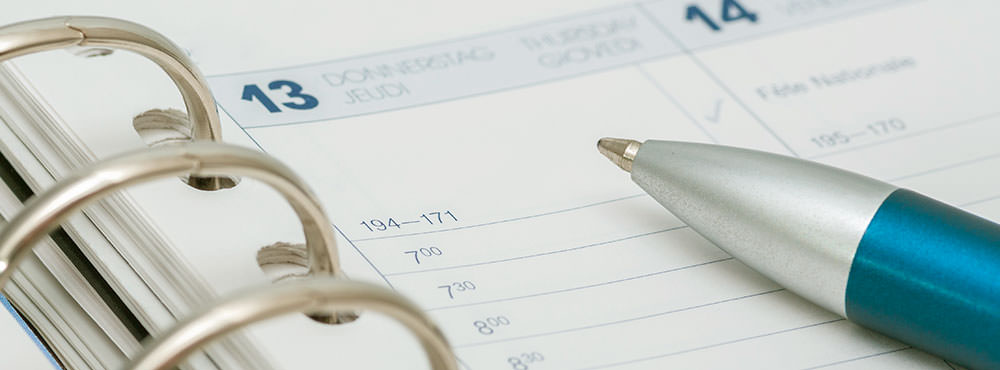 13 DONNERSTAG THURSDAY
JEUDI GIOVEDI
194—171
7⁰⁰
7³⁰
8⁰⁰
8³⁰
14
Fête Nationale
195—170